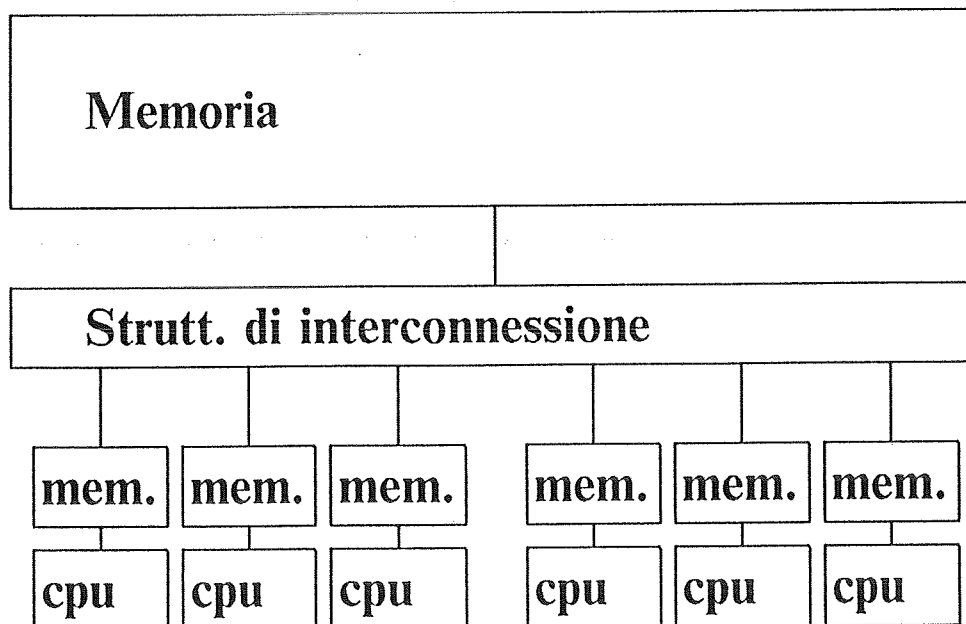 Memoria
Strutt. di interconnessione
mem. mem. mem. mem. mem. mem.
cpu cpu cpu cpu cpu cpu